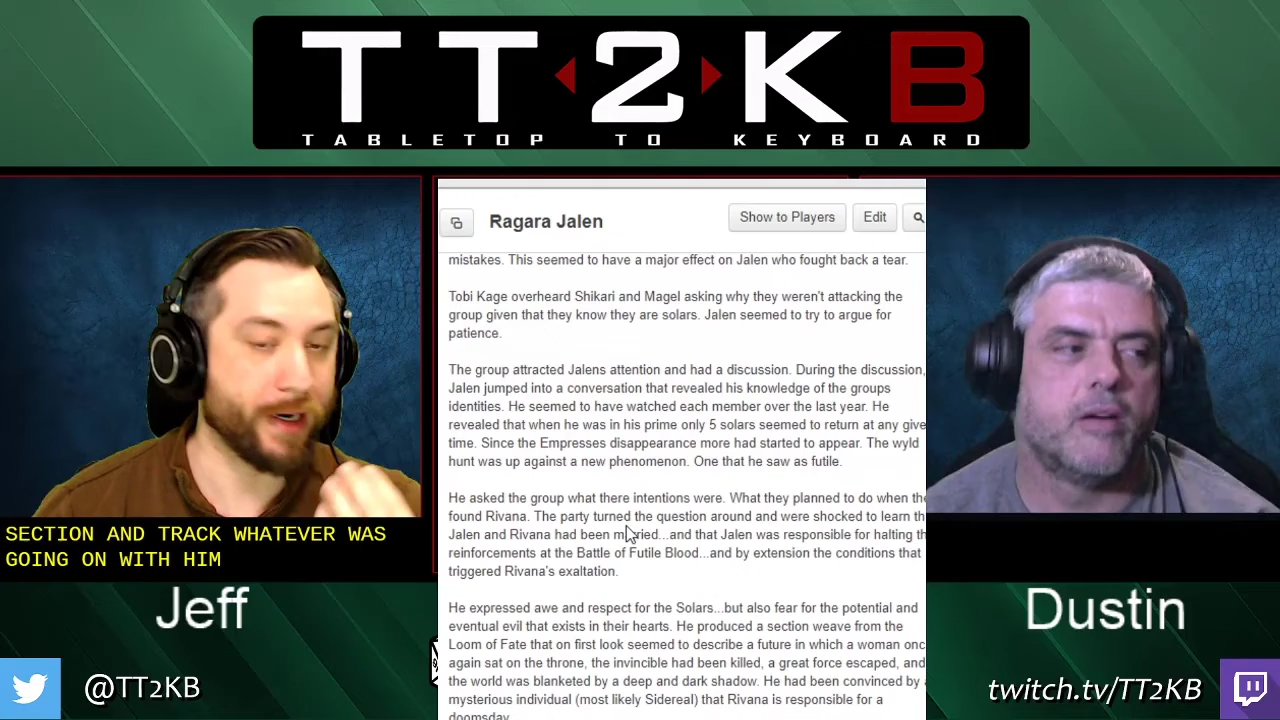 TT2KB
TABLETOP TO KEYBOARD
Ragara Jalen
Show to Players
Edit
mistakes. This seemed to have a major effect on Jalen who fought back a tear.
Tobi Kage overheard Shikari and Magel asking why they weren't attacking the
group given that they know they are solars. Jalen seemed to try to argue for
patience.
The group attracted Jalens attention and had a discussion. During the discussion,
Jalen jumped into a conversation that revealed his knowledge of the groups
identities. He seemed to have watched each member over the last year. He
revealed that when he was in his prime only 5 solars seemed to return at any give
time. Since the Empresses disappearance more had started to appear. The wyld
hunt was up against a new phenomenon. One that he saw as futile.
He asked the group what there intentions were. What they planned to do when the
found Rivana. The party turned the question around and were shocked to learn th
Jalen and Rivana had been married...and that Jalen was responsible for halting th
reinforcements at the Battle of Futile Blood...and by extension the conditions that
triggered Rivana's exaltation.
He expressed awe and respect for the Solars...but also fear for the potential and
eventual evil that exists in their hearts. He produced a section weave from the
Loom of Fate that on first look seemed to describe a future in which a woman onc
again sat on the throne, the invincible had been killed, a great force escaped, and
the world was blanketed by a deep and dark shadow. He had been convinced by
mysterious individual (most likely Sidereal) that Rivana is responsible for a
doomsday
SECTION AND TRACK WHATEVER WAS
GOING ON WITH HIM
Jeff
Dustin
@TT2KB
twitch.tv/TT2KB